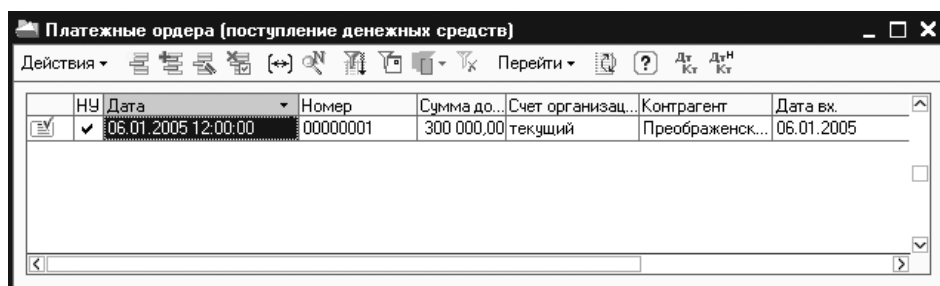 Платежные ордера (поступление денежных средств)
Действия Перейти ? Дт Кт Дт Кт Н
НУ Дата Номер Сумма до... Счет организац... Контрагент Дата вх.
06.01.2005 12:00:00 00000001 300 000,00 текущий Преображенск... 06.01.2005